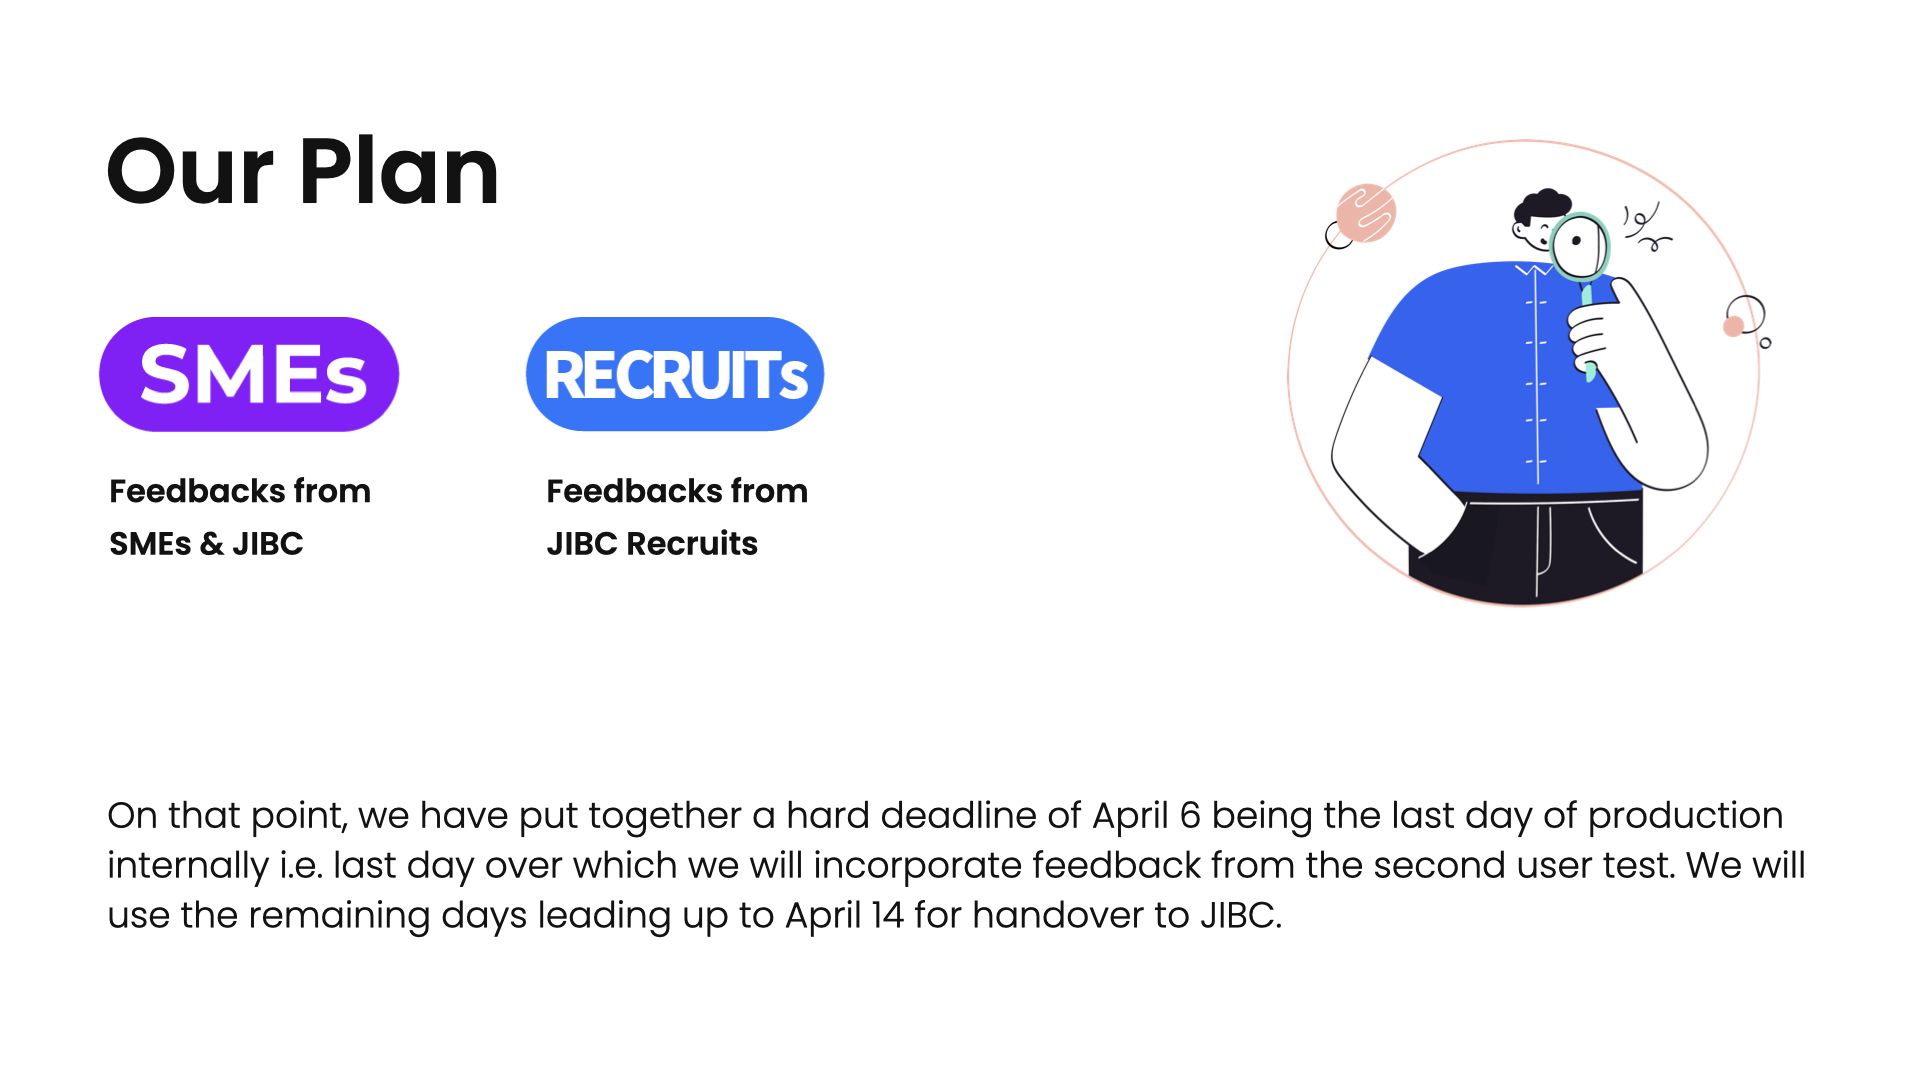 Our Plan
SMEs
RECRUITs
Feedbacks from
SMEs & JIBC
Feedbacks from
JIBC Recruits
On that point, we have put together a hard deadline of April 6 being the last day of production
internally i.e. last day over which we will incorporate feedback from the second user test. We will
use the remaining days leading up to April 14 for handover to JIBC.